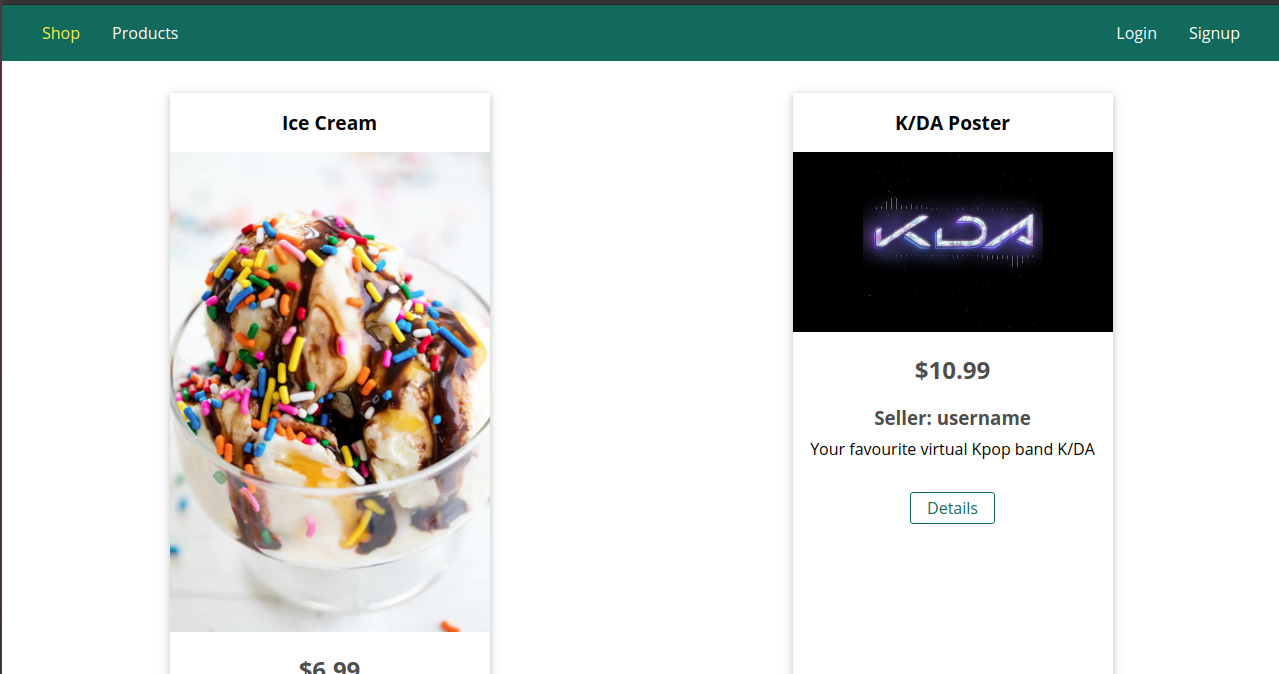 Shop Products Login Signup
Ice Cream
$6.99
K/DA Poster
KDA
$10.99
Seller: username
Your favourite virtual Kpop band K/DA
Details